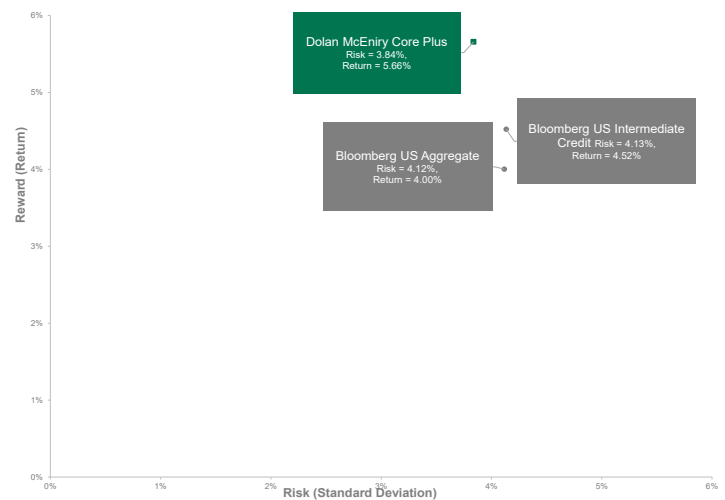 6%
Dolan McEniry Core Plus
Risk = 3.84%,
Return = 5.66%
5%
Bloomberg US Intermediate
Credit Risk = 4.13%,
Return = 4.52%
Bloomberg US Aggregate
Risk = 4.12%,
Return = 4.00%
4%
Reward (Return)
3%
2%
1%
0%
0% 1% 2% 3% 4% 5% 6%
Risk (Standard Deviation)